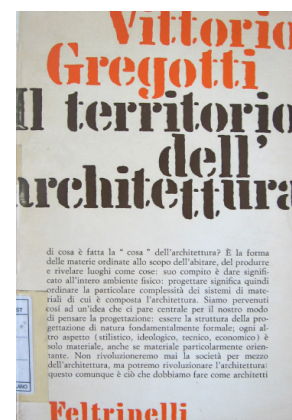 Vittorio
Gregotti
Il territorio
dell'
architettura
di cosa è fatta la " cosa " dell'architettura? È la forma
delle materie ordinate allo scopo dell'abitare, del produrre
e rivelare luoghi come cose: suo compito è dare signifi-
cato all'intero ambiente fisico: progettare significa quindi
ordinare la particolare complessità dei sistemi di mate-
riali di cui è composta l'architettura. Siamo pervenuti
così ad un'idea che ci pare centrale per il nostro modo
di pensare la progettazione: essere la struttura della pro-
gettazione di natura fondamentalmente formale; ogni al-
tro aspetto (stilistico, ideologico, tecnico, economico) è
solo materiale, anche se materiale particolarmente orien-
tante. Non rivoluzioneremo mai la società per mezzo
dell'architettura, ma potremo rivoluzionare l'architettura:
questo comunque è ciò che dobbiamo fare come architetti
Feltrinelli